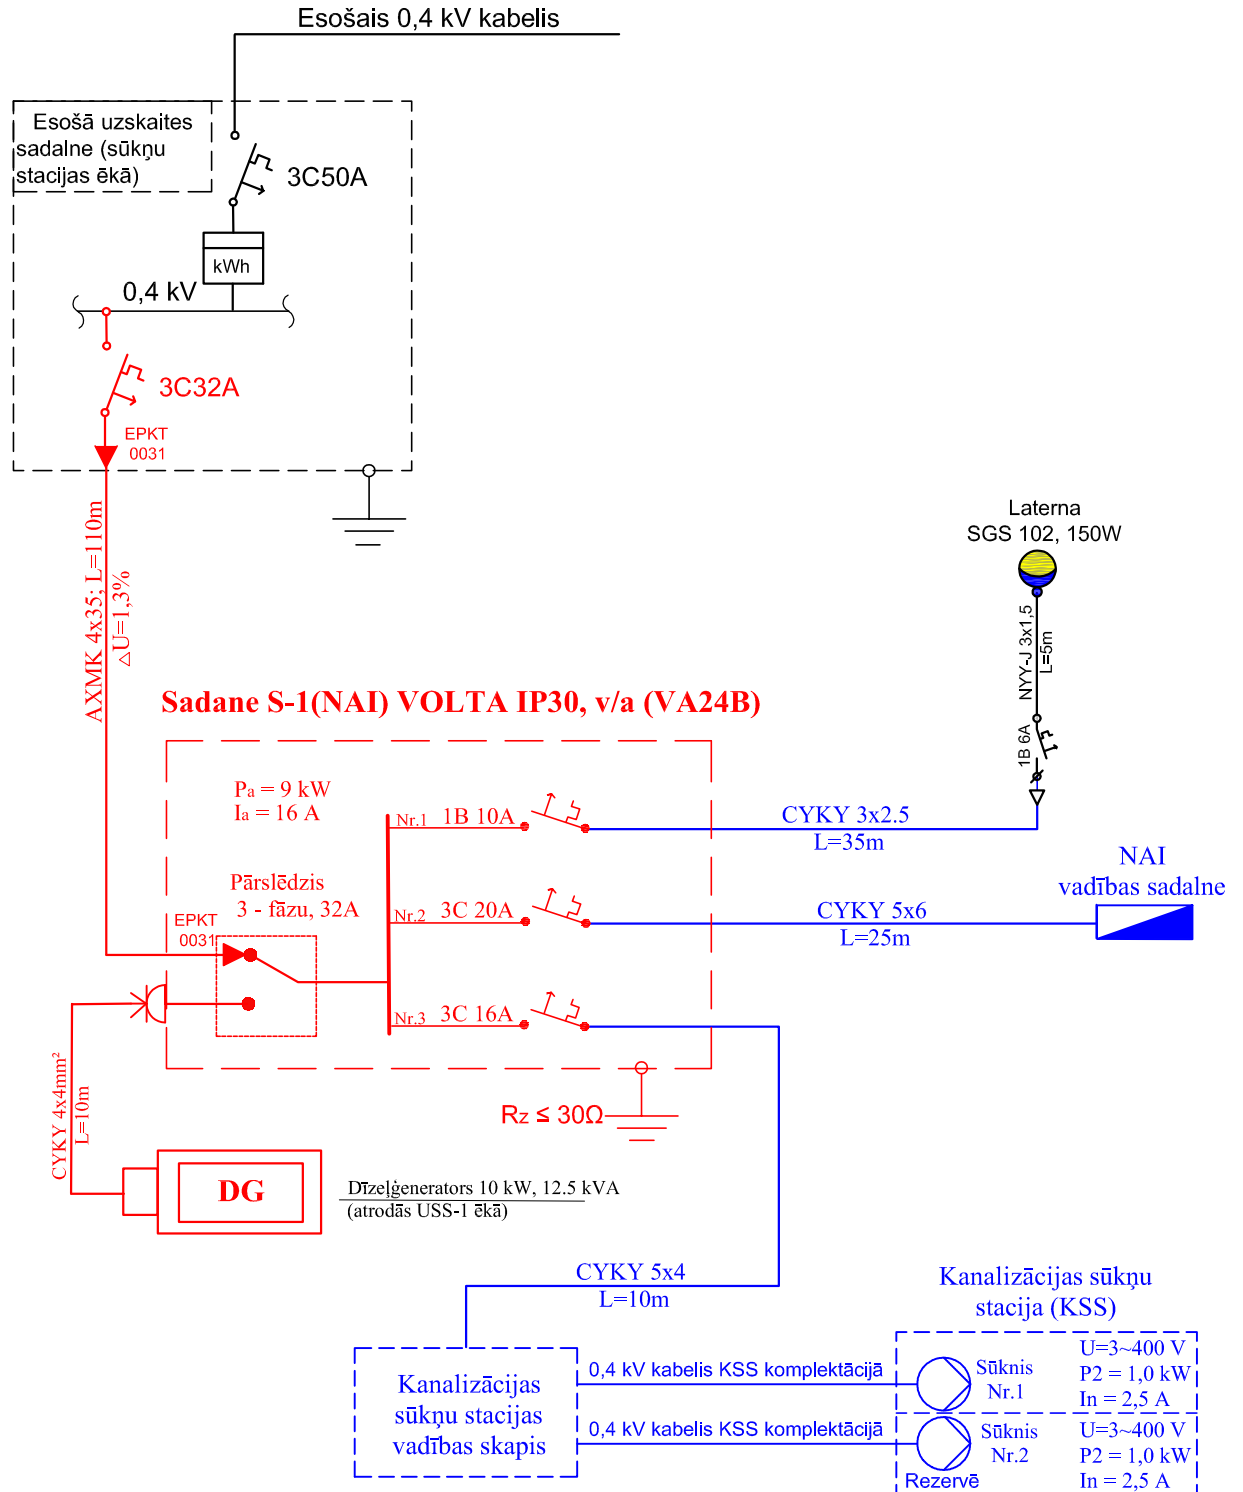 Esošais 0,4 kV kabelis
Esošā uzskaites
sadalne (sūkņu
stacijas ēkā)
3C50A
kWh
0,4 kV
3C32A
EPKT
0031
AXMK 4x35; L=110m
△U=1,3%
Laterna
SGS 102, 150W
NYY-J 3x1,5
L=5m
1B 6A
Sadane S-1(NAI) VOLTA IP30, v/a (VA24B)
Pa = 9 kW
Ia = 16 A
Nr.1 1B 10A
CYKY 3x2.5
L=35m
NAI
vadības sadalne
Pārslēdzis
3 - fāzu, 32A
EPKT
0031
Nr.2 3C 20A
CYKY 5x6
L=25m
Nr.3 3C 16A
CYKY 4x4mm²
L=10m
Rz ≤ 30Ω
DG
Dīzeļģenerators 10 kW, 12.5 kVA
(atrodās USS-1 ēkā)
CYKY 5x4
L=10m
Kanalizācijas sūkņu
stacija (KSS)
Kanalizācijas
sūkņu stacijas
vadības skapis
0,4 kV kabelis KSS komplektācijā
Sūknis
Nr.1
U=3~400 V
P2 = 1,0 kW
In = 2,5 A
0,4 kV kabelis KSS komplektācijā
Sūknis
Nr.2
Rezervē
U=3~400 V
P2 = 1,0 kW
In = 2,5 A